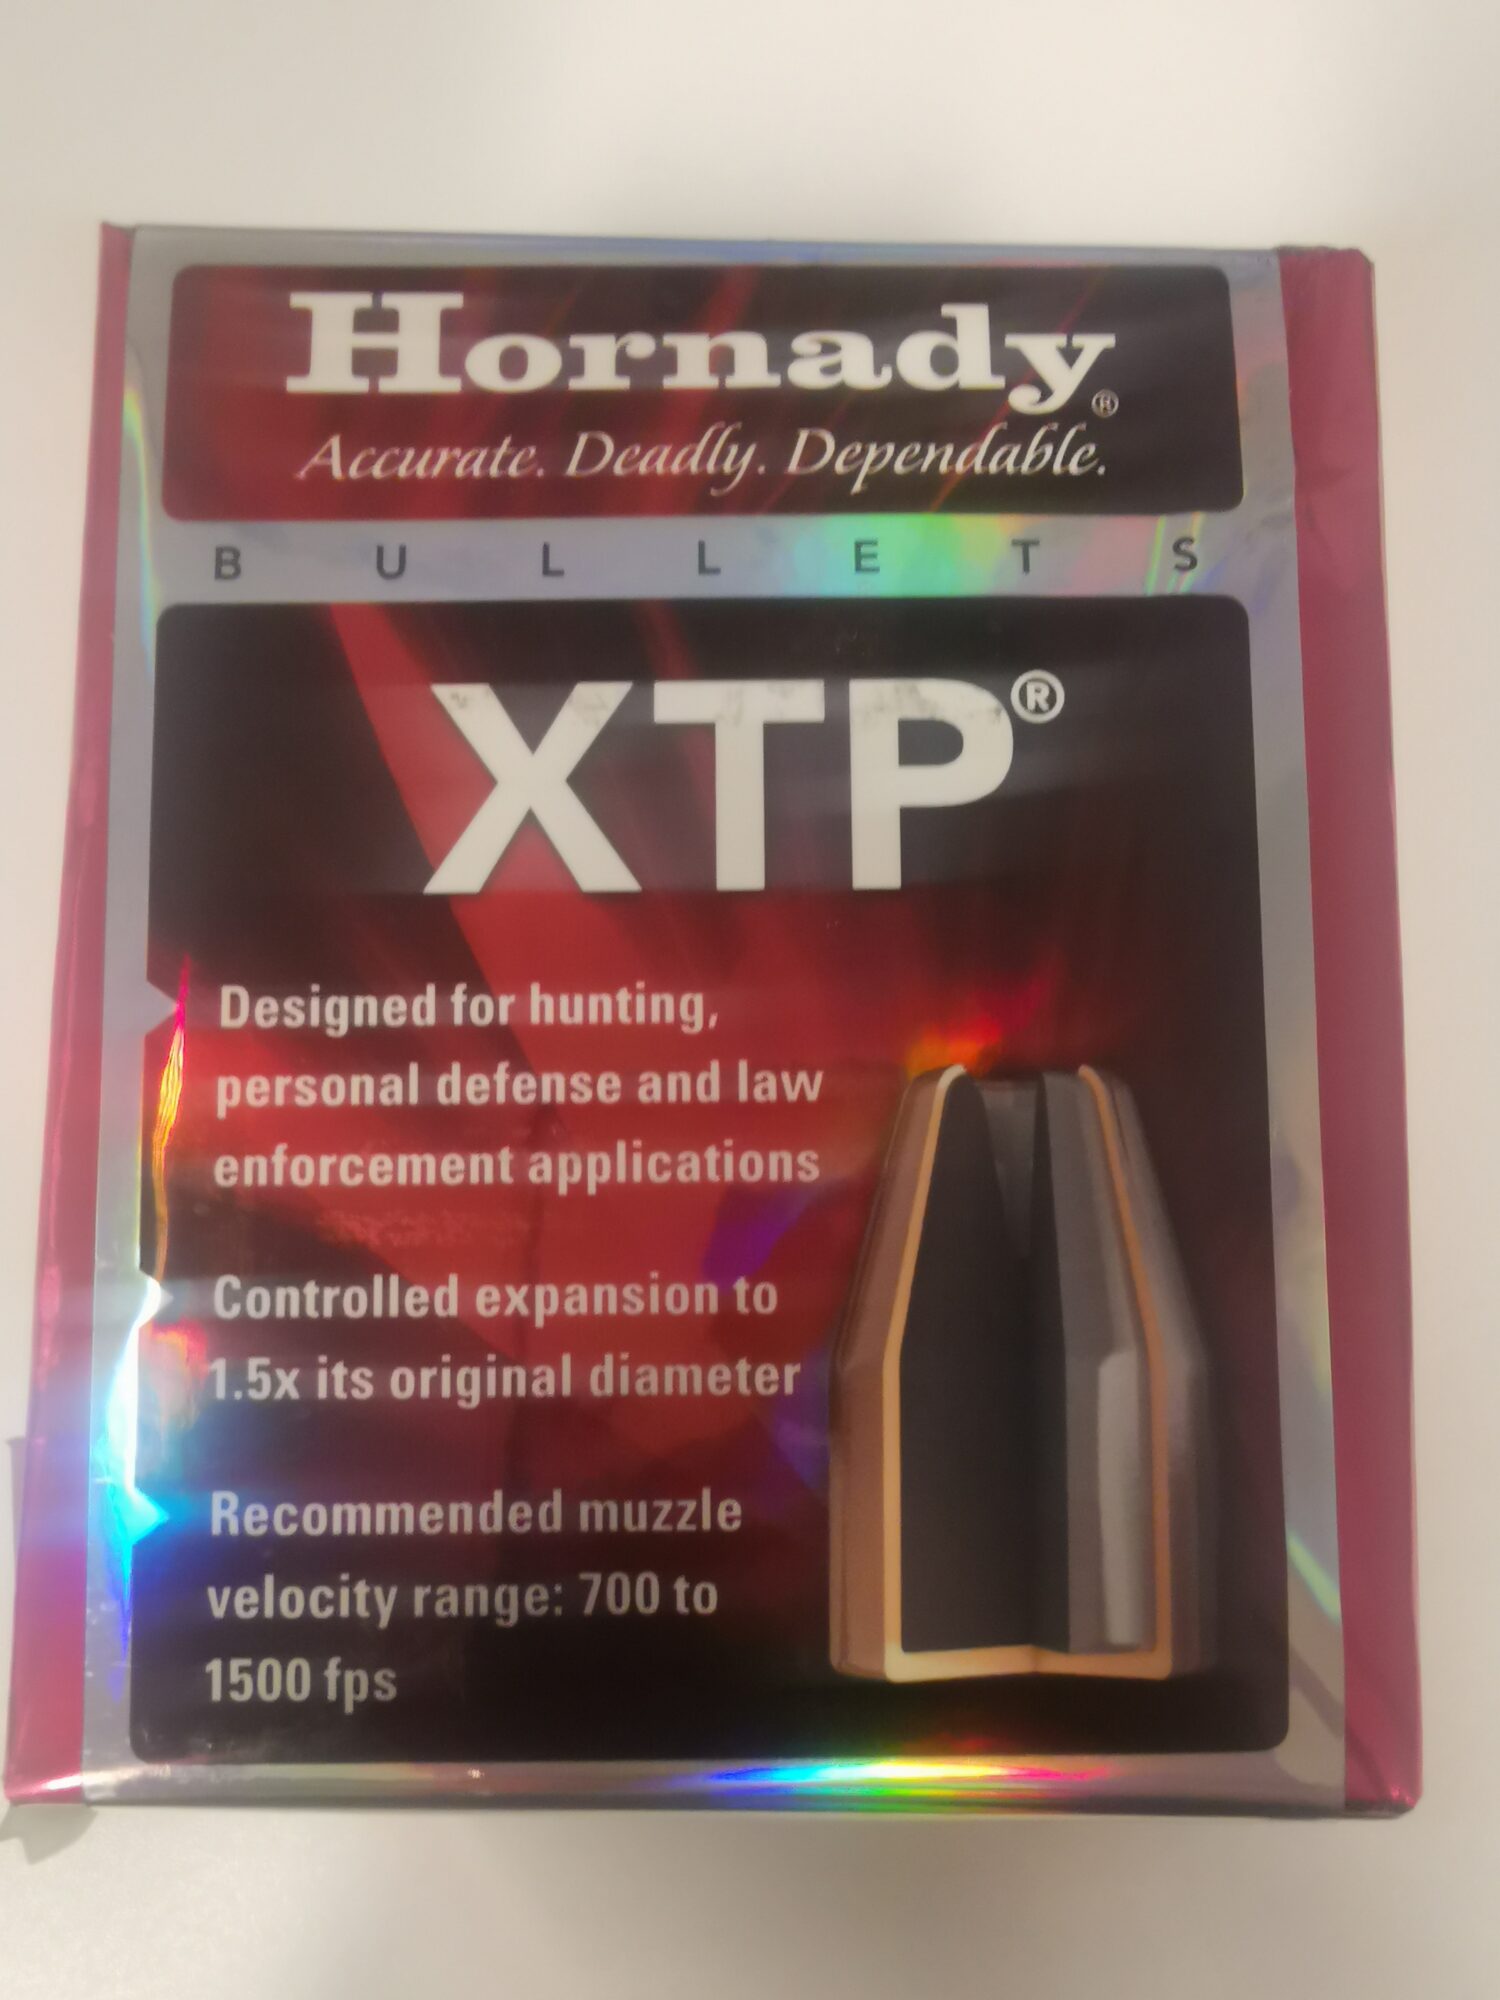 Hornady®
Accurate. Deadly. Dependable.
BULLETS
XTP®
Designed for hunting,
personal defense and law
enforcement applications
Controlled expansion to
1.5x its original diameter
Recommended muzzle
velocity range: 700 to
1500 fps